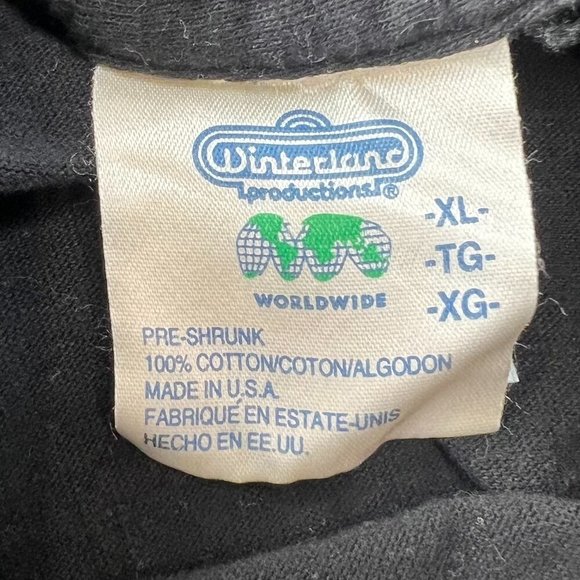 Winterland
productions®
-XL-
-TG-
-XG-
WORLDWIDE
PRE-SHRUNK
100% COTTON/COTON/ALGODON
MADE IN U.S.A.
FABRIQUÉ EN ESTATE-UNIS
HECHO EN EE.UU.